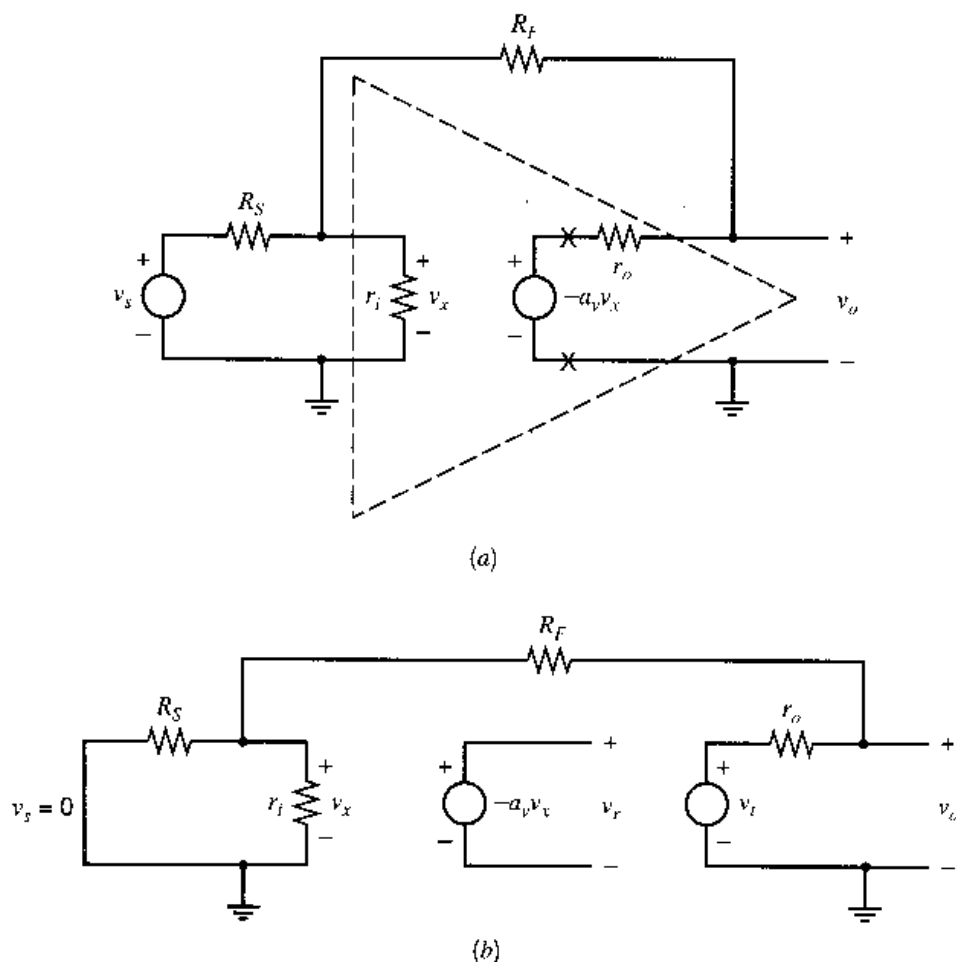 R_f
R_S
+ + + +
v_s r_i v_x −a_v v_x r_o v_o
− − − −
(a)
R_F
R_S r_o
+ + + + +
v_s = 0 r_i v_x −a_v v_x v_r v_t v_o
− − − − −
(b)